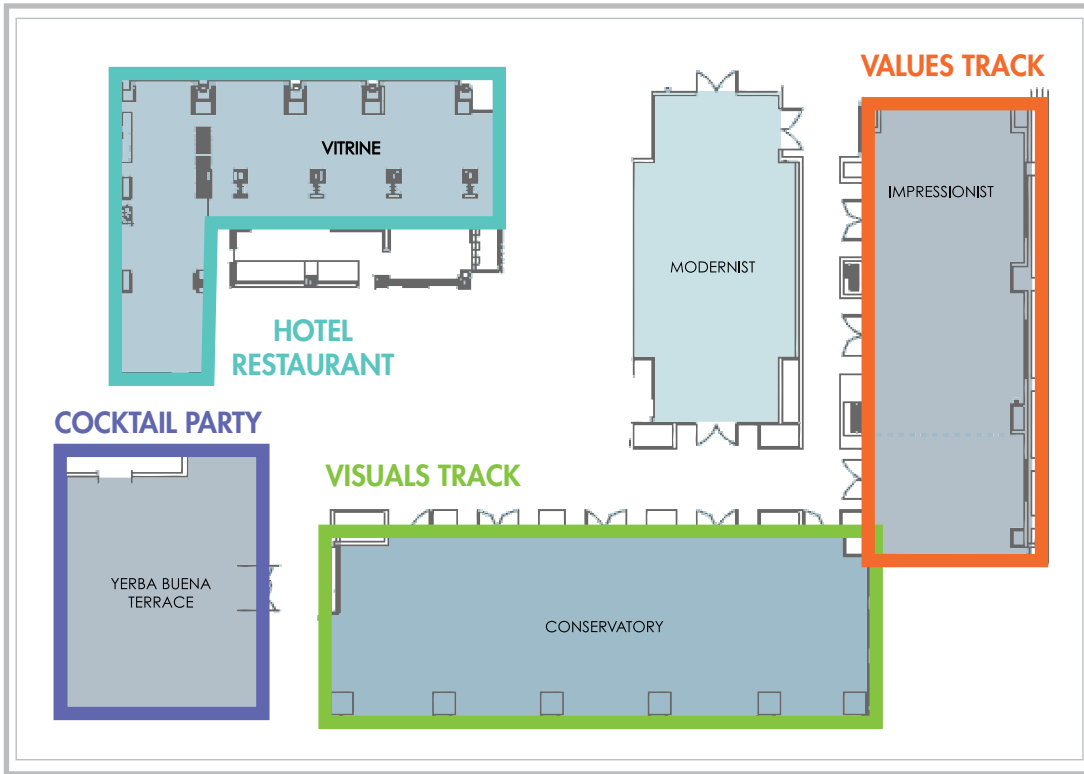 VALUES TRACK
VITRINE
IMPRESSIONIST
MODERNIST
HOTEL
RESTAURANT
COCKTAIL PARTY
VISUALS TRACK
YERBA BUENA
TERRACE
CONSERVATORY